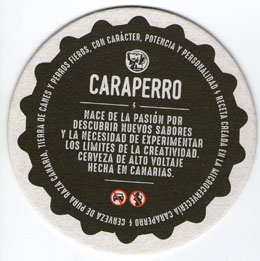 CARAPERRO
NACE DE LA PASIÓN POR
DESCUBRIR NUEVOS SABORES
Y LA NECESIDAD DE EXPERIMENTAR
LOS LÍMITES DE LA CREATIVIDAD.
CERVEZA DE ALTO VOLTAJE
HECHA EN CANARIAS.
CERVEZA DE PURA RAZA CANARIA, TIERRA DE CANES Y PERROS FIEROS, CON CARÁCTER, POTENCIA Y PERSONALIDAD
RECETA CREADA EN LA MICROCERVECERÍA CARAPERRO